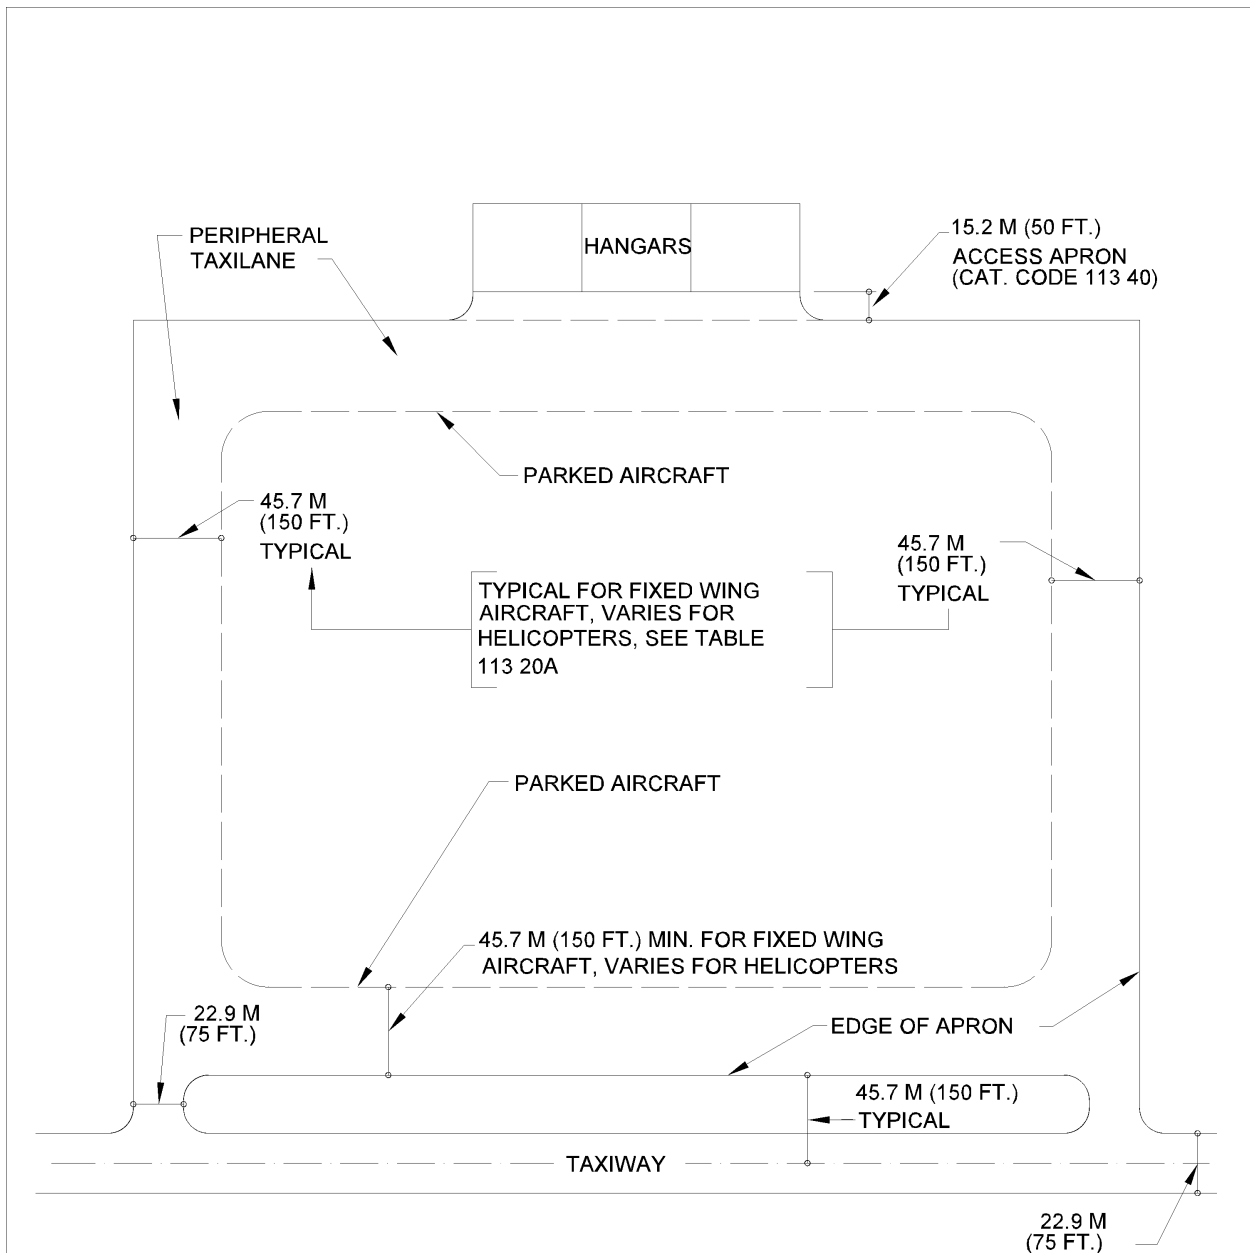 PERIPHERAL
TAXILANE
HANGARS
15.2 M (50 FT.)
ACCESS APRON
(CAT. CODE 113 40)
PARKED AIRCRAFT
45.7 M
(150 FT.)
TYPICAL
45.7 M
(150 FT.)
TYPICAL
TYPICAL FOR FIXED WING
AIRCRAFT, VARIES FOR
HELICOPTERS, SEE TABLE
113 20A
PARKED AIRCRAFT
45.7 M (150 FT.) MIN. FOR FIXED WING
AIRCRAFT, VARIES FOR HELICOPTERS
22.9 M
(75 FT.)
EDGE OF APRON
45.7 M (150 FT.)
TYPICAL
TAXIWAY
22.9 M
(75 FT.)